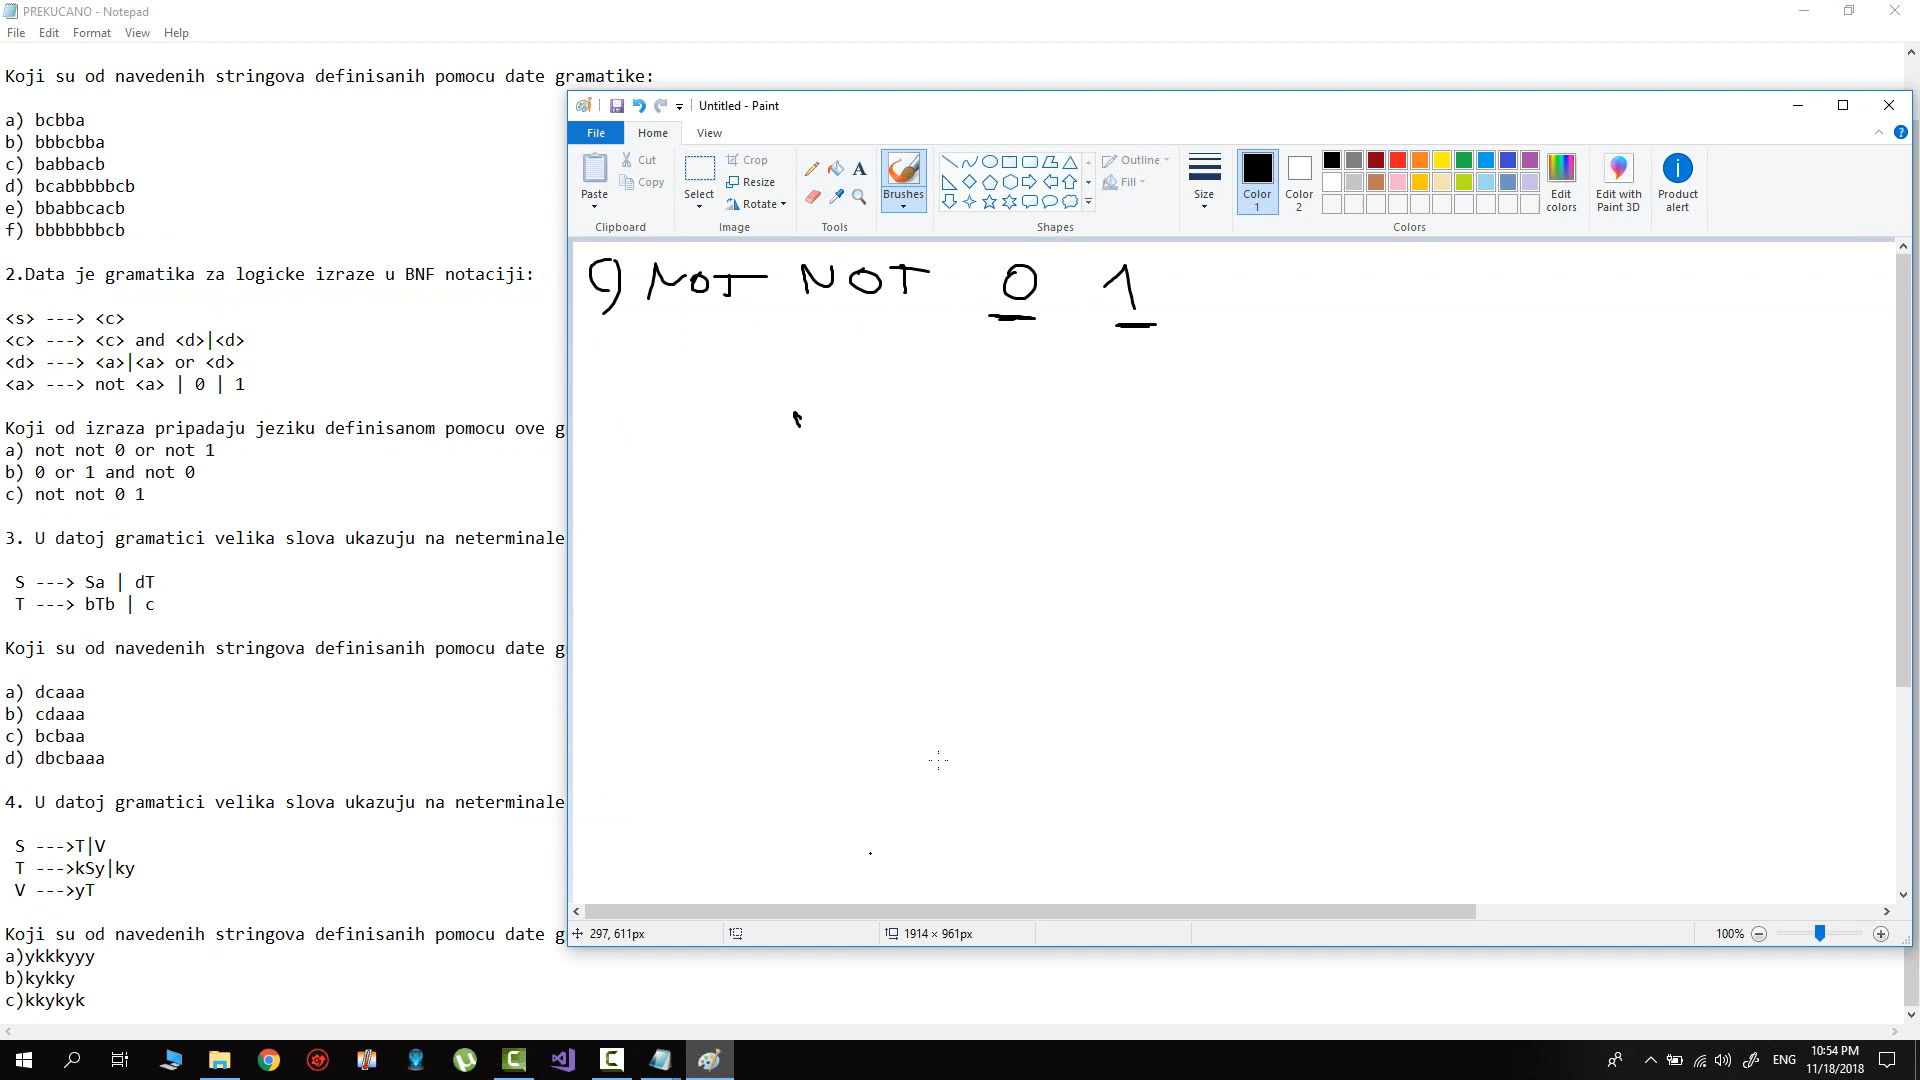 PREKUCANO - Notepad
File Edit Format View Help
Koji su od navedenih stringova definisanih pomocu date gramatike:
a) bcbba
b) bbbcbba
c) babbacb
d) bcabbbbbcb
e) bbabbcacb
f) bbbbbbbcb
2.Data je gramatika za logicke izraze u BNF notaciji:
<s> ---> <c>
<c> ---> <c> and <d>|<d>
<d> ---> <a>|<a> or <d>
<a> ---> not <a> | 0 | 1
Koji od izraza pripadaju jeziku definisanom pomocu ove g
a) not not 0 or not 1
b) 0 or 1 and not 0
c) not not 0 1
3. U datoj gramatici velika slova ukazuju na neterminale
S ---> Sa | dT
T ---> bTb | c
Koji su od navedenih stringova definisanih pomocu date g
a) dcaaa
b) cdaaa
c) bcbaa
d) dbcbaaa
4. U datoj gramatici velika slova ukazuju na neterminale
S --->T|V
T --->kSy|ky
V --->yT
Koji su od navedenih stringova definisanih pomocu date g
a)ykkkyyy
b)kykky
c)kkykyk
Untitled - Paint
File Home View
Paste Cut Copy
Clipboard
Select Crop Resize Rotate
Image
Tools
Brushes
Outline Fill
Shapes
Size
Color 1
Color 2
Edit colors
Colors
Edit with Paint 3D
Product alert
NOT NOT 0 1
297, 611px
1914 × 961px
100%
ENG
10:54 PM
11/18/2018